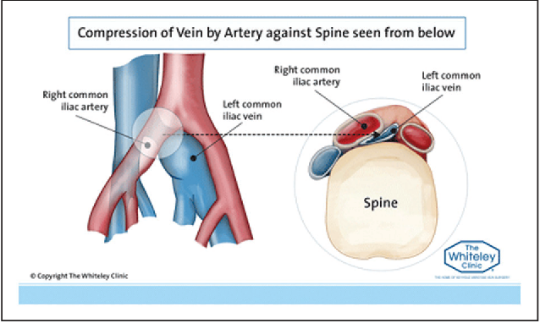 Compression of Vein by Artery against Spine seen from below
Right common
iliac artery
Left common
iliac vein
Right common
iliac artery
Left common
iliac vein
Spine
The
Whiteley
Clinic
© Copyright The Whiteley Clinic